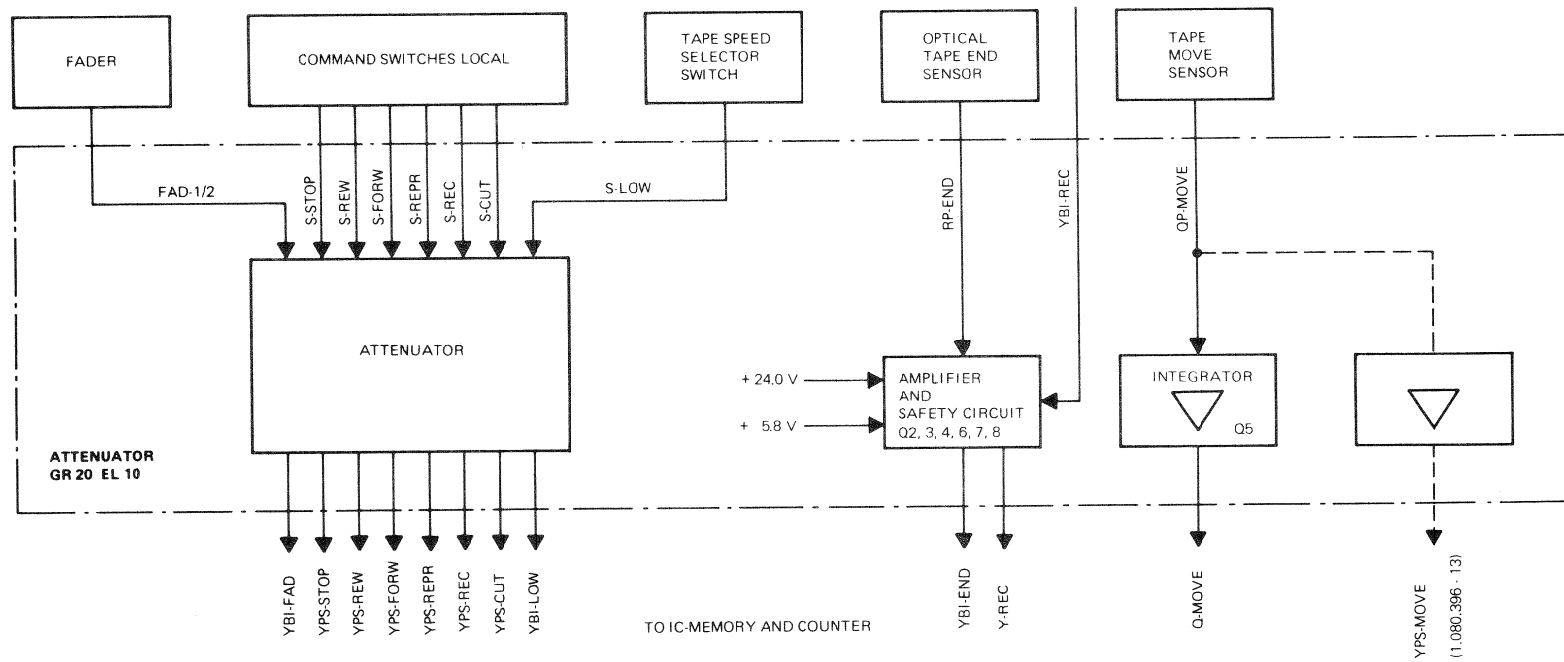 FADER
COMMAND SWITCHES LOCAL
TAPE SPEED
SELECTOR
SWITCH
OPTICAL
TAPE END
SENSOR
TAPE
MOVE
SENSOR
FAD-1/2
S-STOP
S-REW
S-FORW
S-REPR
S-REC
S-CUT
S-LOW
RP-END
YBI-REC
QP-MOVE
ATTENUATOR
+ 24.0 V
+ 5.8 V
AMPLIFIER
AND
SAFETY CIRCUIT
Q2, 3, 4, 6, 7, 8
INTEGRATOR
Q5
ATTENUATOR
GR 20 EL 10
YBI-FAD
YPS-STOP
YPS-REW
YPS-FORW
YPS-REPR
YPS-REC
YPS-CUT
YBI-LOW
TO IC-MEMORY AND COUNTER
YBI-END
Y-REC
Q-MOVE
YPS-MOVE
(1.080.396 - 13)